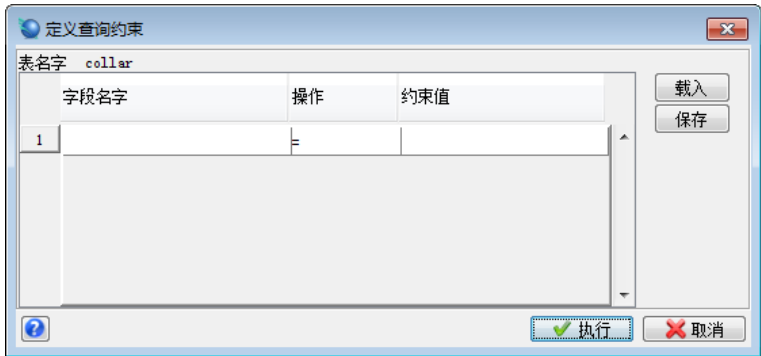 定义查询约束
表名字 collar
字段名字 操作 约束值
载入
保存
1 =
执行 取消